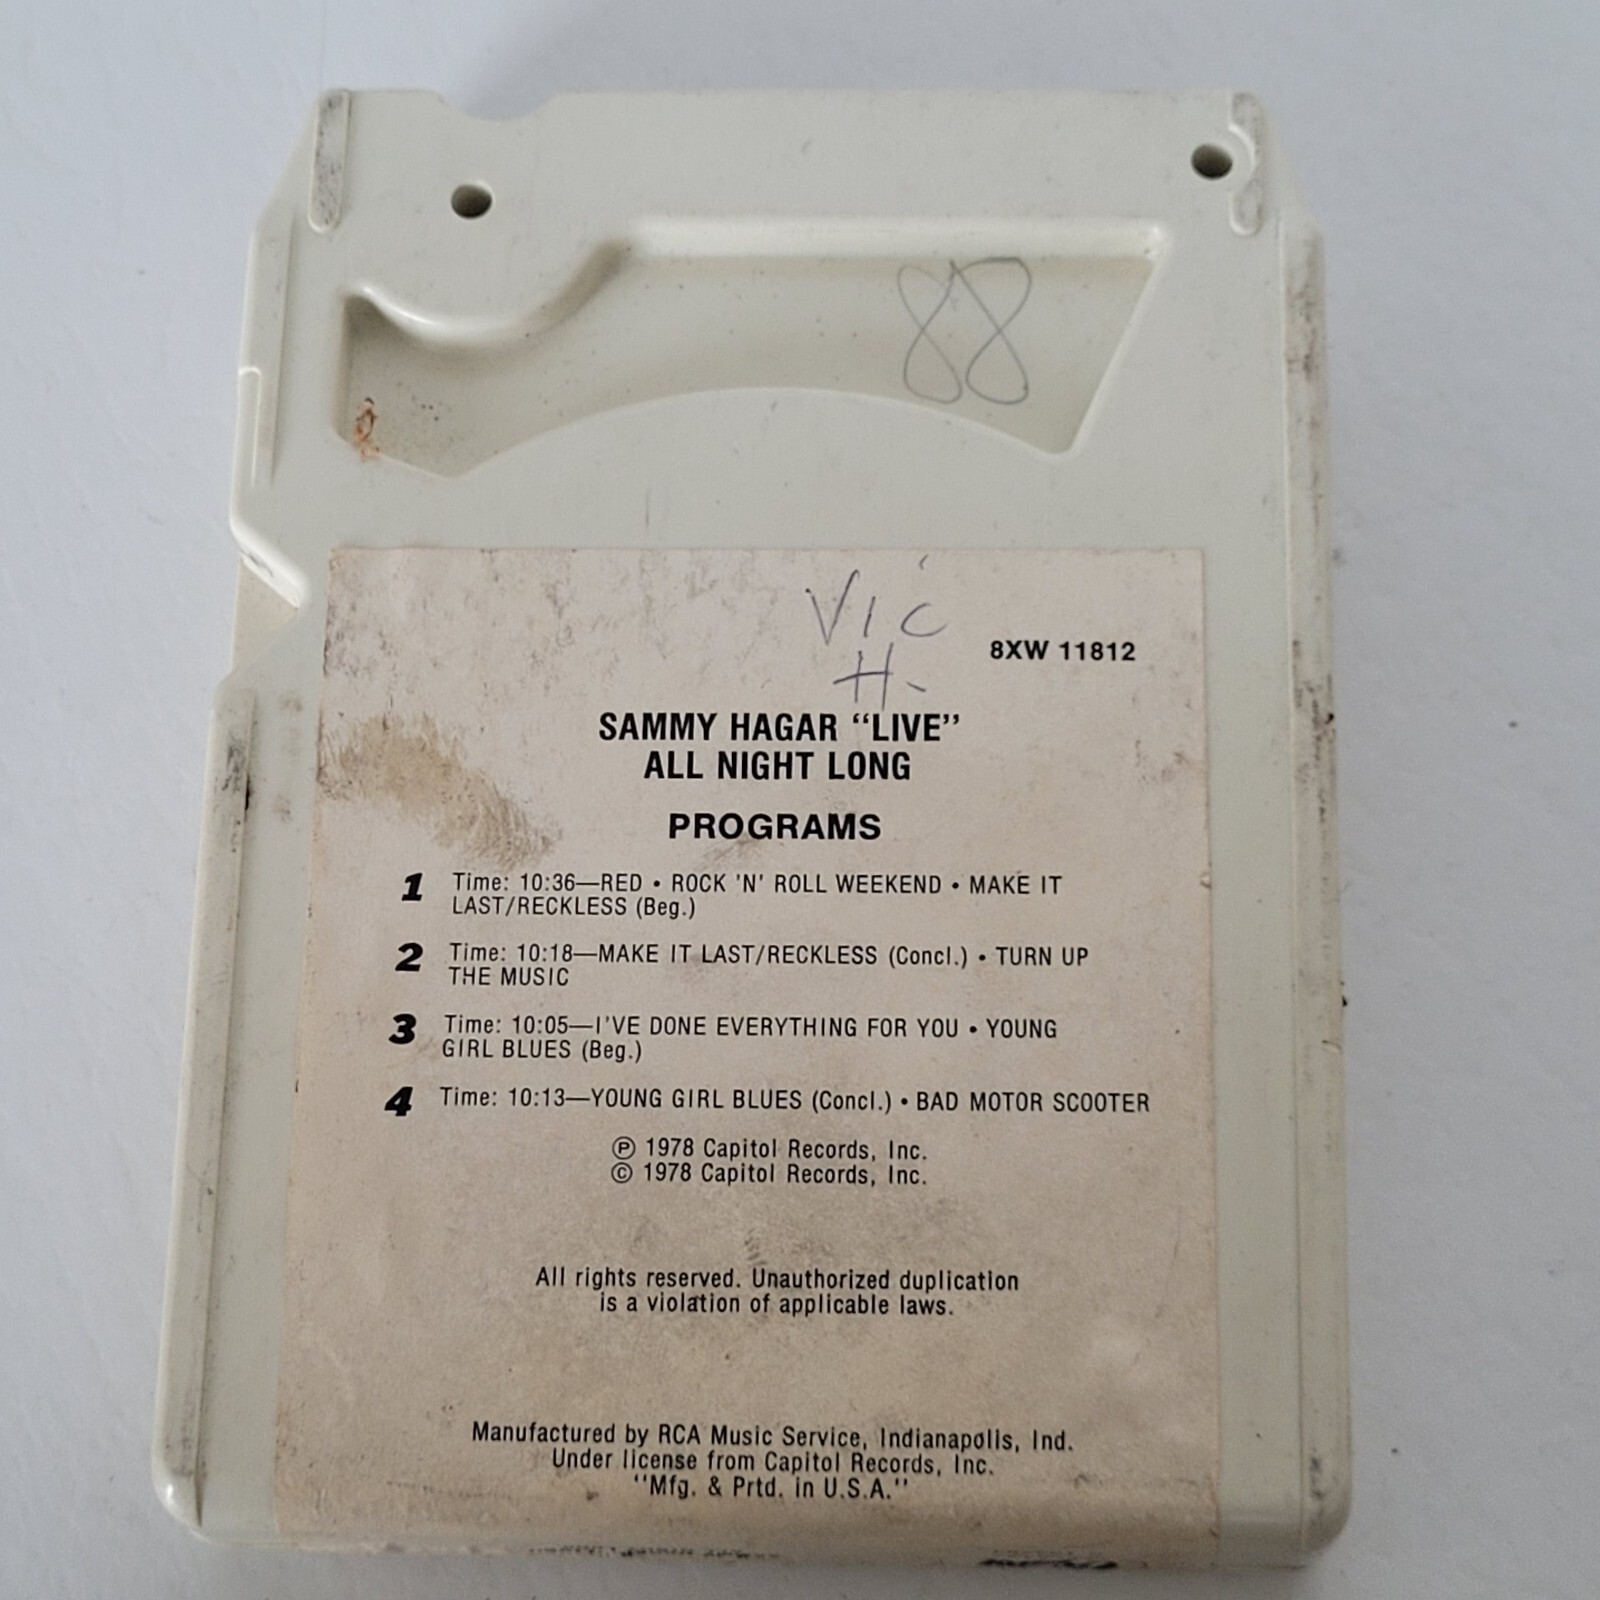 88
VIC
H.
8XW 11812
SAMMY HAGAR “LIVE”
ALL NIGHT LONG
PROGRAMS
1 Time: 10:36—RED • ROCK 'N' ROLL WEEKEND • MAKE IT
LAST/RECKLESS (Beg.)
2 Time: 10:18—MAKE IT LAST/RECKLESS (Concl.) • TURN UP
THE MUSIC
3 Time: 10:05—I'VE DONE EVERYTHING FOR YOU • YOUNG
GIRL BLUES (Beg.)
4 Time: 10:13—YOUNG GIRL BLUES (Concl.) • BAD MOTOR SCOOTER
Ⓟ 1978 Capitol Records, Inc.
© 1978 Capitol Records, Inc.
All rights reserved. Unauthorized duplication
is a violation of applicable laws.
Manufactured by RCA Music Service, Indianapolis, Ind.
Under license from Capitol Records, Inc.
"Mfg. & Prtd. in U.S.A."